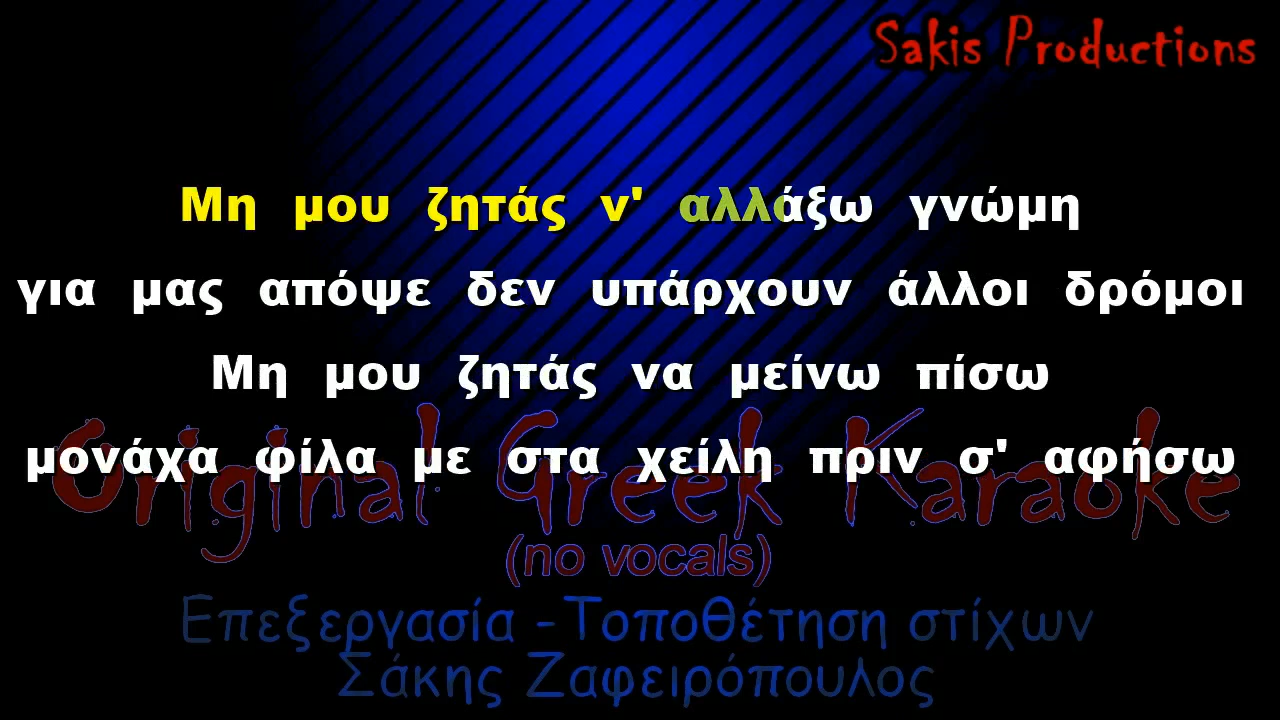 Sakis Productions
Μη μου ζητάς ν' αλλάξω γνώμη
για μας απόψε δεν υπάρχουν άλλοι δρόμοι
Μη μου ζητάς να μείνω πίσω
μονάχα φίλα με στα χείλη πριν σ' αφήσω
Original Greek Karaoke
(no vocals)
Επεξεργασία -Τοποθέτηση στίχων
Σάκης Ζαφειρόπουλος